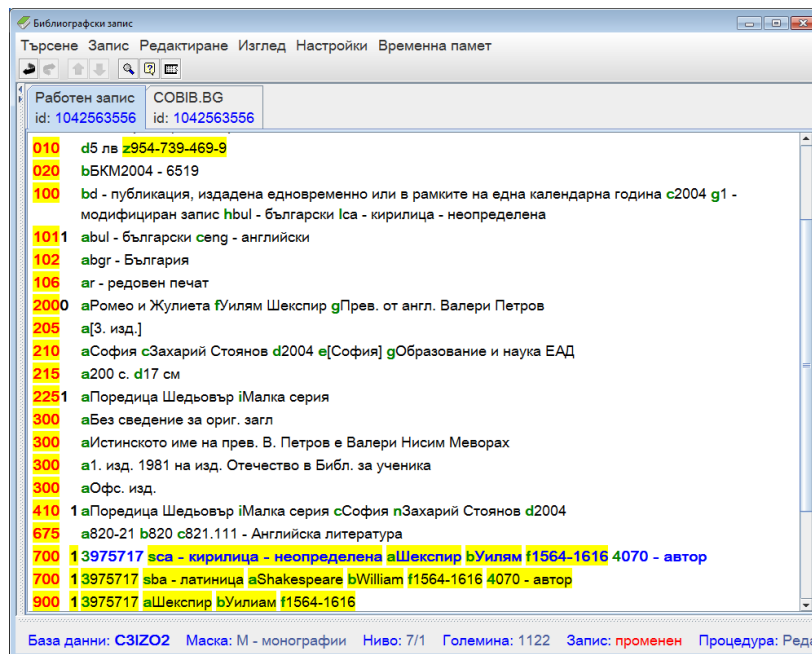 Библиографски запис
Търсене Запис Редактиране Изглед Настройки Временна памет
Работен запис COBIB.BG
id: 1042563556 id: 1042563556
010 d5 лв z954-739-469-9
020 bБКМ2004 - 6519
100 bd - публикация, издадена едновременно или в рамките на една календарна година c2004 g1 -
модифициран запис hbul - български lca - кирилица - неопределена
1011 abul - български ceng - английски
102 abgr - България
106 ar - редовен печат
2000 aРомео и Жулиета fУилям Шекспир gПрев. от англ. Валери Петров
205 a[3. изд.]
210 aСофия cЗахарий Стоянов d2004 e[София] gОбразование и наука ЕАД
215 a200 с. d17 см
2251 aПоредица Шедьовър iМалка серия
300 aБез сведение за ориг. загл
300 aИстинското име на прев. В. Петров е Валери Нисим Меворах
300 a1. изд. 1981 на изд. Отечество в Библ. за ученика
300 aОфс. изд.
410 1 aПоредица Шедьовър iМалка серия cСофия nЗахарий Стоянов d2004
675 a820-21 b820 c821.111 - Английска литература
700 1 3975717 sca - кирилица - неопределена aШекспир bУилям f1564-1616 4070 - автор
700 1 3975717 sba - латиница aShakespeare bWilliam f1564-1616 4070 - автор
900 1 3975717 aШекспир bУилиам f1564-1616
База данни: C3IZO2 Маска: М - монографии Ниво: 7/1 Големина: 1122 Запис: променен Процедура: Реда